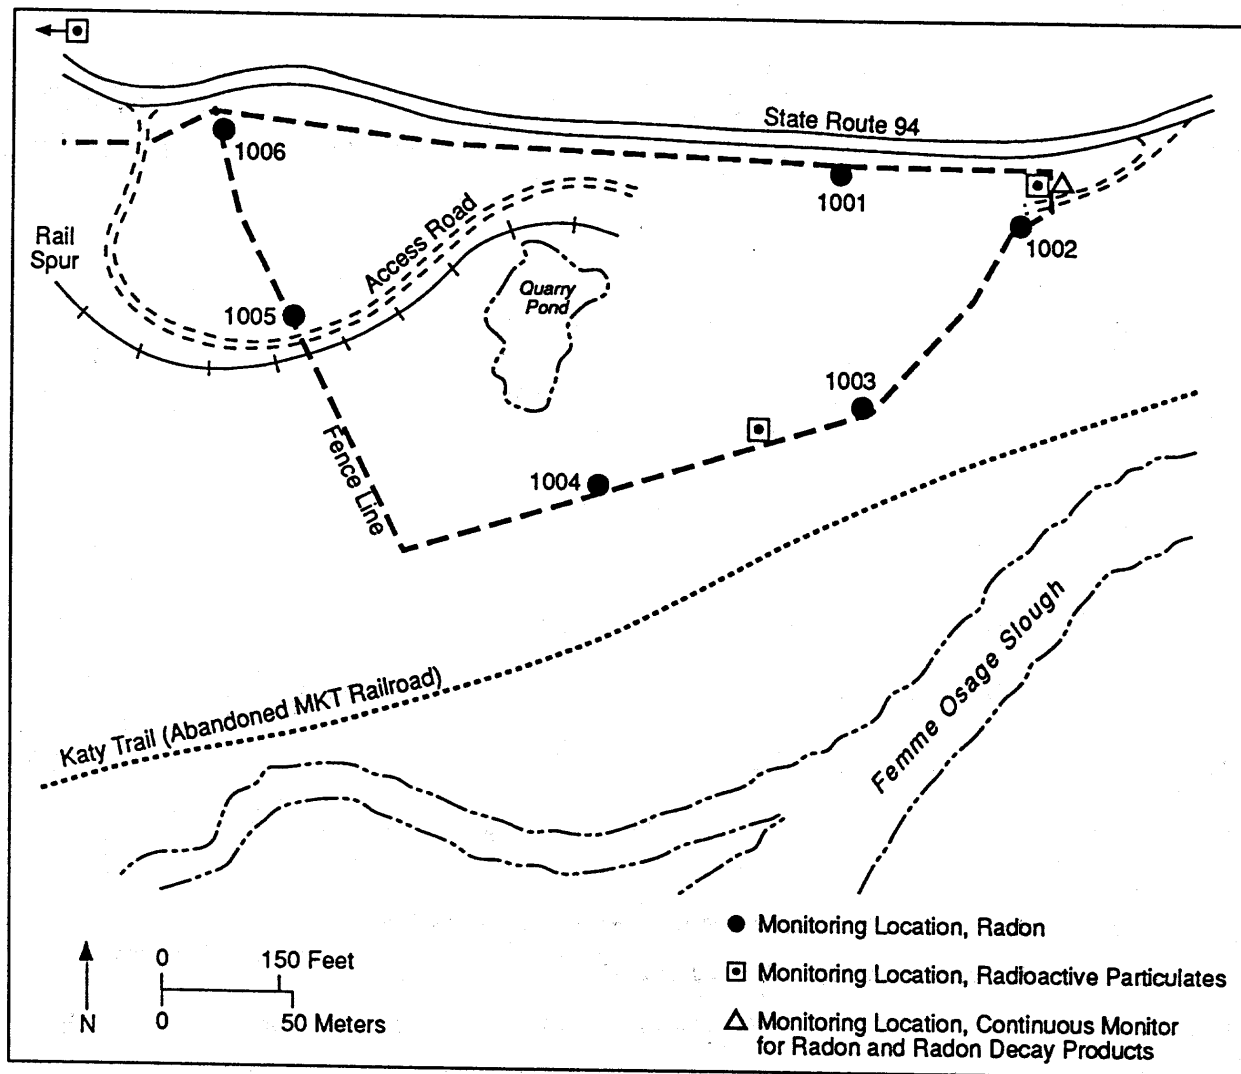 State Route 94
1006
1001
1002
Rail
Spur
Access Road
Quarry
Pond
1005
1003
Fence Line
1004
Katy Trail (Abandoned MKT Railroad)
Femme Osage Slough
N
0
150 Feet
0
50 Meters
Monitoring Location, Radon
Monitoring Location, Radioactive Particulates
Monitoring Location, Continuous Monitor
for Radon and Radon Decay Products